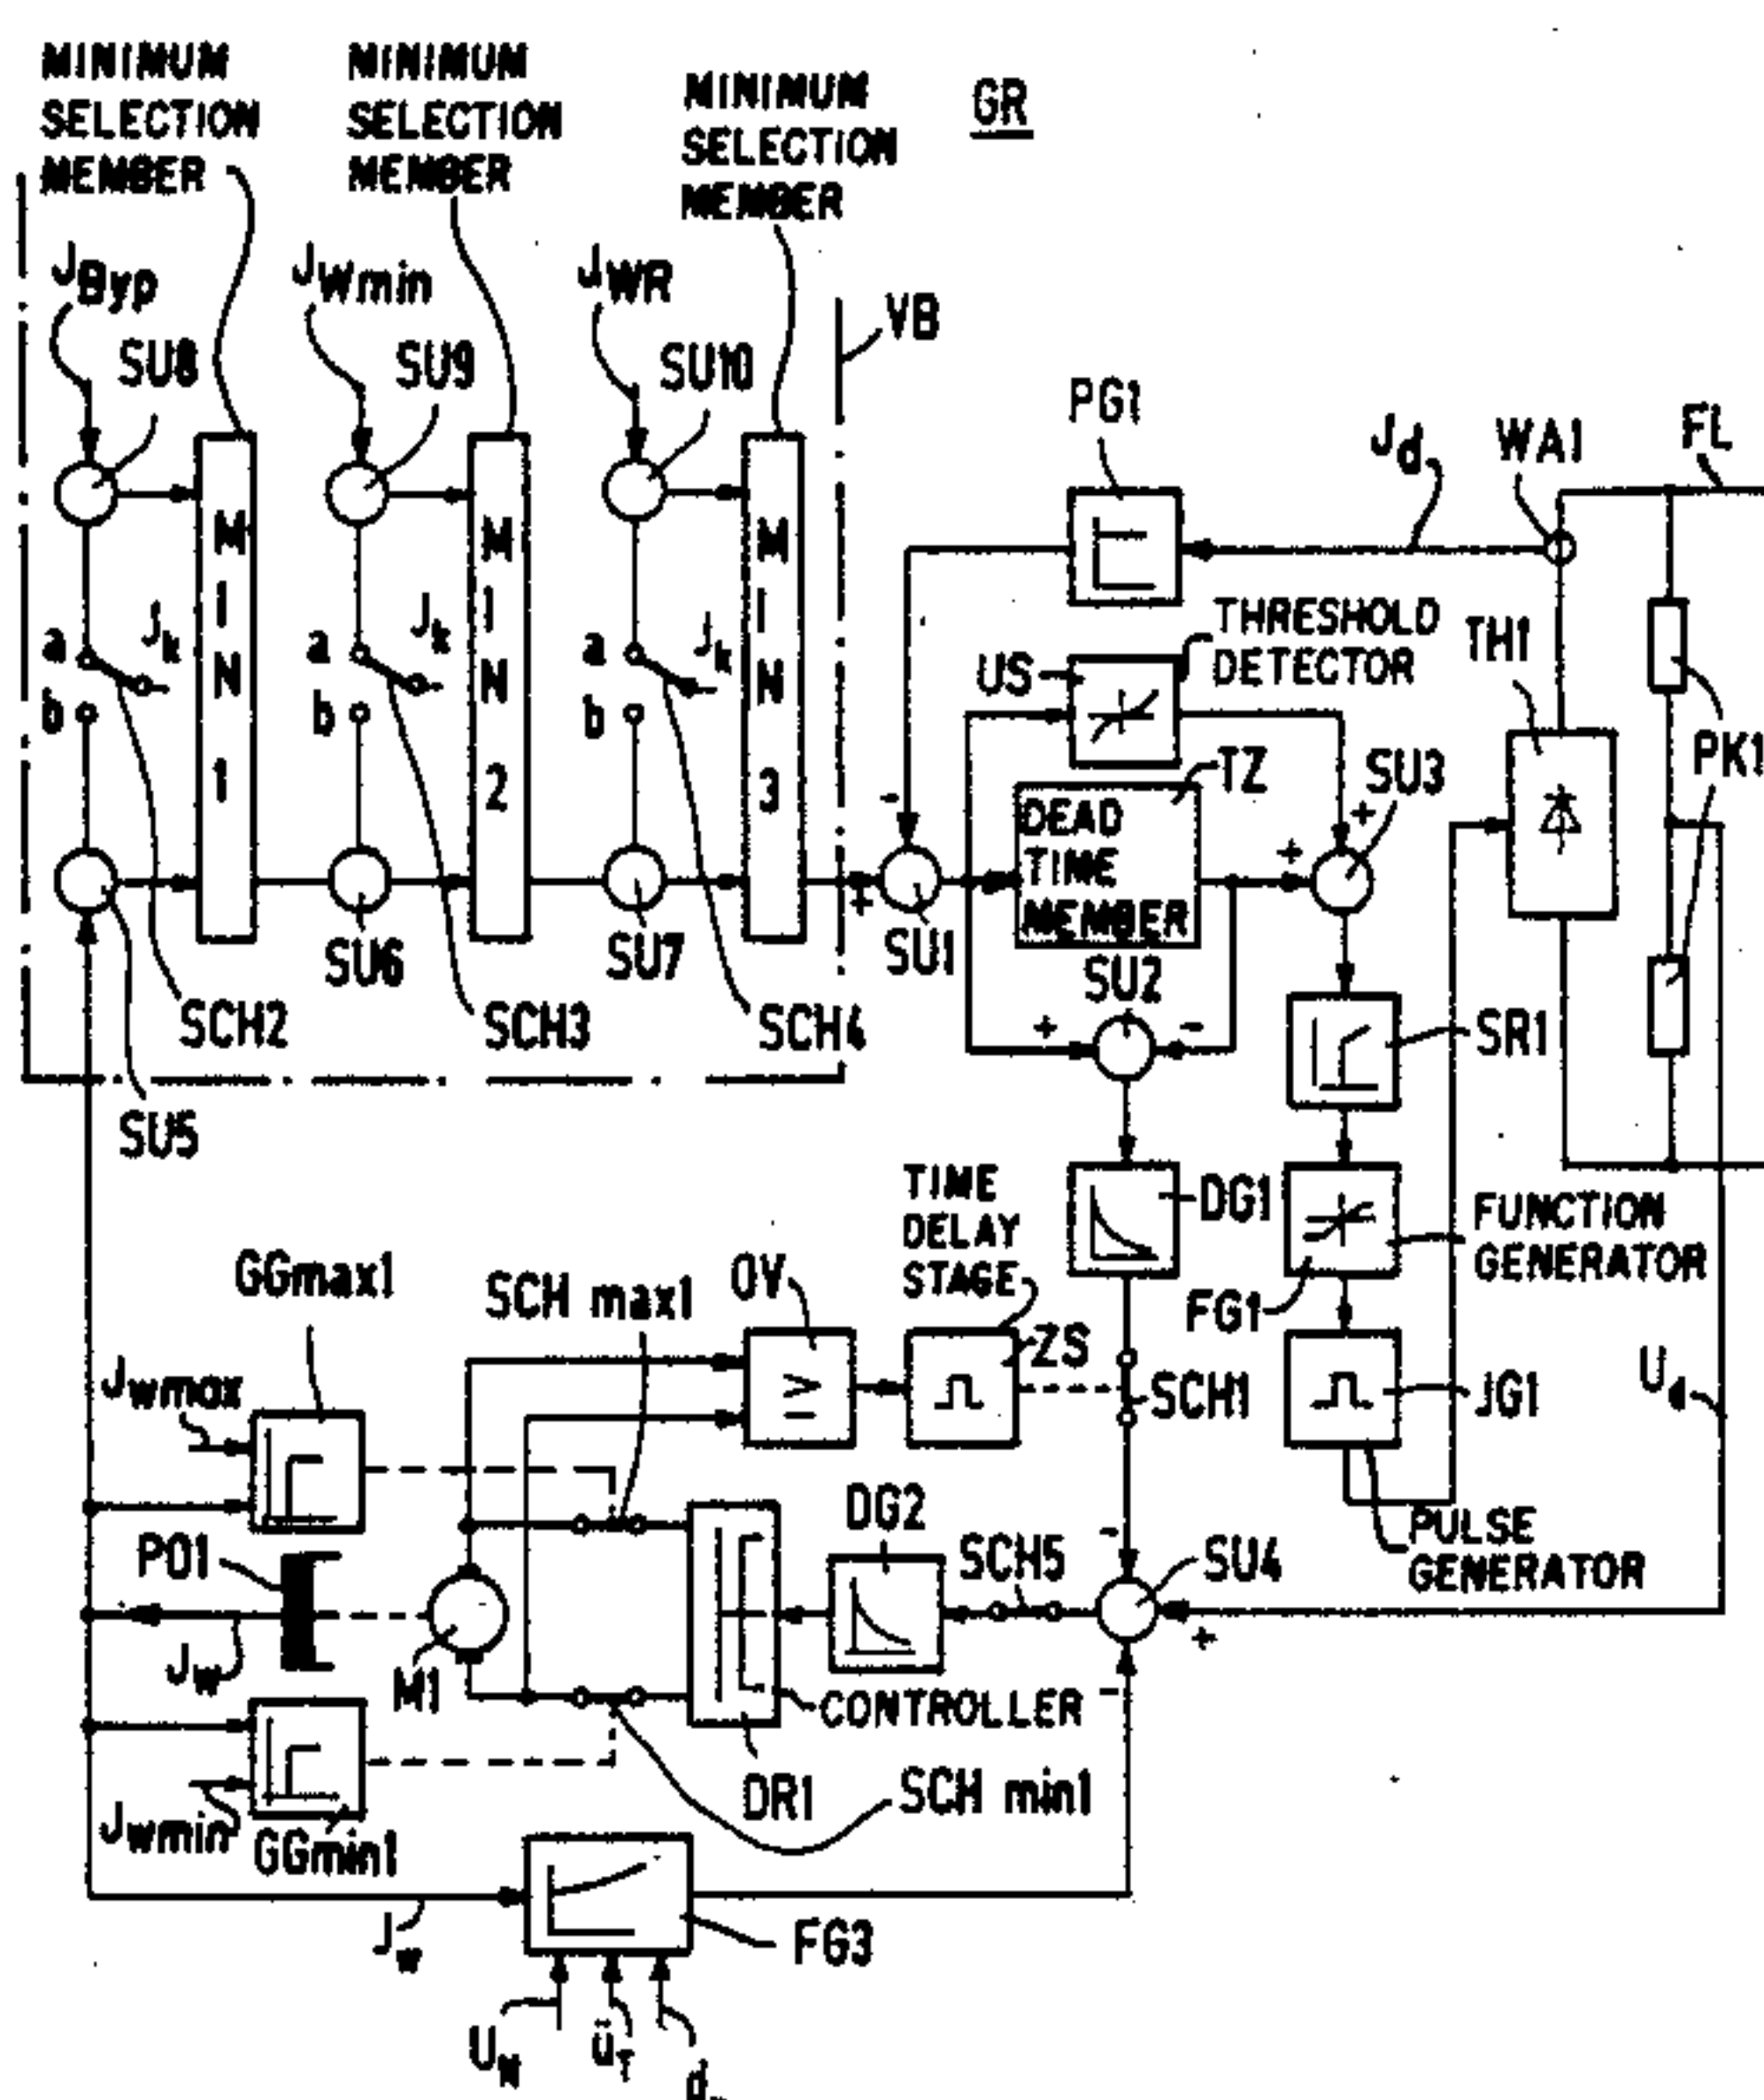 MINIMUM
SELECTION
MEMBER
MINIMUM
SELECTION
MEMBER
MINIMUM
SELECTION
MEMBER
GR
JByp
JWmin
JWR
VB
SU8
SU9
SU10
PG1
Jd
WA1
FL
MIN1
MIN2
MIN3
a
b
Jk
a
b
Jk
a
b
Jk
US
THRESHOLD
DETECTOR
TH1
TZ
SU3
PK1
DEAD
TIME
MEMBER
-
+
+
+
SU1
SU2
+
-
SU6
SU7
SCH2
SCH3
SCH4
SU5
SR1
TIME
DELAY
STAGE
DG1
FUNCTION
GENERATOR
FG1
GGmax1
SCH max1
OV
≥
ZS
SCH1
JG1
Ud
Jwmax
PULSE
GENERATOR
PO1
DG2
SCH5
-
SU4
+
-
Jw
M1
CONTROLLER
DR1
SCH min1
Jwmin
GGmin1
Jw
FG3
UN
üT